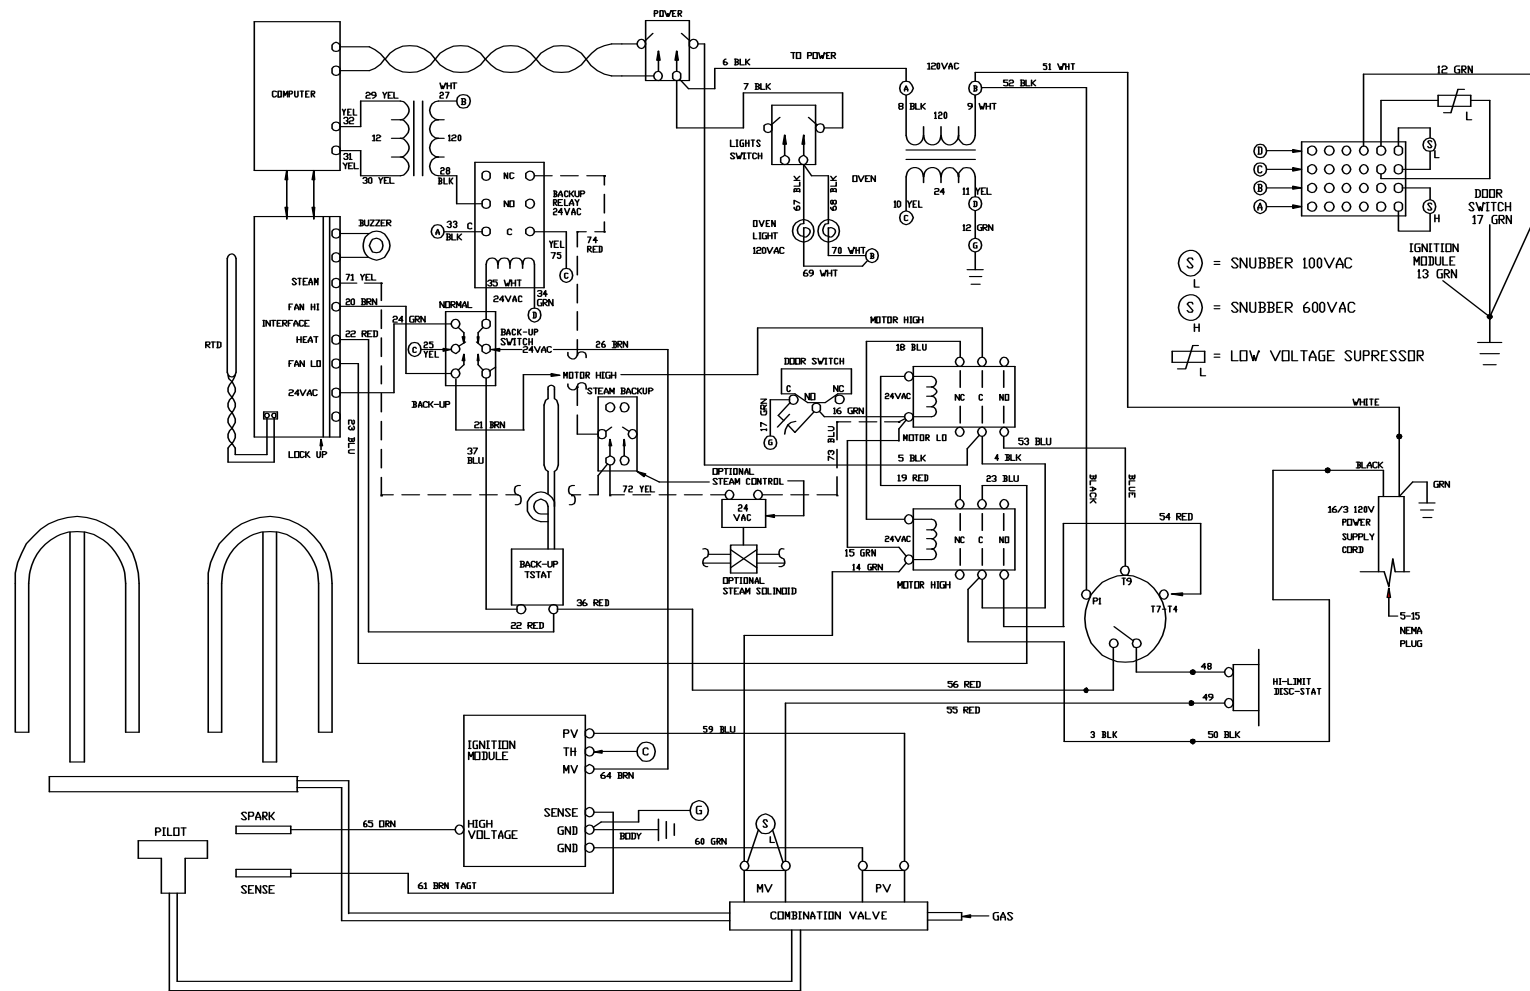 POWER
COMPUTER
29 YEL
YEL
32
31
YEL
30 YEL
12
WHT
27
B
120
28
BLK
6 BLK
TO POWER
7 BLK
LIGHTS
SWITCH
120VAC
A
B
8 BLK
9 WHT
120
24
10 YEL
C
11 YEL
D
12 GRN
G
51 WHT
52 BLK
12 GRN
L
S
L
D
C
B
A
S
H
DOOR
SWITCH
17 GRN
IGNITION
MODULE
13 GRN
S
L
= SNUBBER 100VAC
S
H
= SNUBBER 600VAC
L
= LOW VOLTAGE SUPRESSOR
NC
NO
C
BACKUP
RELAY
24VAC
A
33
BLK
C
YEL
75
C
74
RED
35 WHT
24VAC
34
GRN
D
OVEN
67 BLK
68 BLK
OVEN
LIGHT
120VAC
70 WHT
B
69 WHT
BUZZER
STEAM
FAN HI
INTERFACE
HEAT
FAN LO
24VAC
LOCK UP
RTD
71 YEL
20 BRN
24 GRN
22 RED
23 BLU
NORMAL
C
25
YEL
BACK-UP
SWITCH
24VAC
26 BRN
BACK-UP
21 BRN
37
BLU
MOTOR HIGH
STEAM BACKUP
MOTOR HIGH
DOOR SWITCH
C
NC
NO
17 GRN
G
16 GRN
73 BLU
18 BLU
24VAC
NC
C
NO
MOTOR LO
5 BLK
4 BLK
53 BLU
19 RED
23 BLU
24VAC
NC
C
NO
MOTOR HIGH
15 GRN
14 GRN
72 YEL
OPTIONAL
STEAM CONTROL
24
VAC
OPTIONAL
STEAM SOLINOID
BACK-UP
TSTAT
36 RED
22 RED
BLACK
BLUE
54 RED
T9
P1
T7-T4
WHITE
BLACK
GRN
16/3 120V
POWER
SUPPLY
CORD
5-15
NEMA
PLUG
48
49
HI-LIMIT
DISC-STAT
56 RED
55 RED
3 BLK
50 BLK
IGNITION
MODULE
PV
TH
MV
SENSE
GND
GND
HIGH
VOLTAGE
C
59 BLU
64 BRN
G
BODY
60 GRN
SPARK
65 ORN
PILOT
SENSE
61 BRN TAGT
S
L
MV
PV
COMBINATION VALVE
GAS